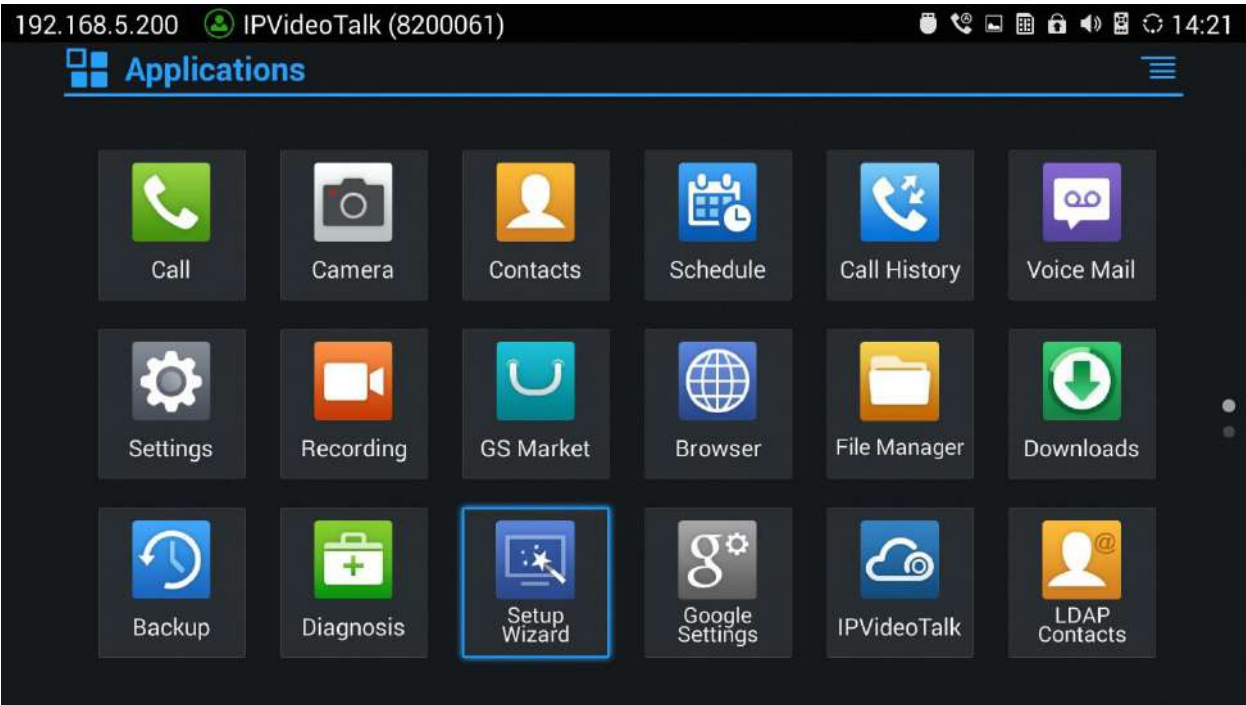 192.168.5.200 IPVideoTalk (8200061) 14:21
Applications
Call Camera Contacts Schedule Call History Voice Mail
Settings Recording GS Market Browser File Manager Downloads
Backup Diagnosis Setup Wizard Google Settings IPVideoTalk LDAP Contacts